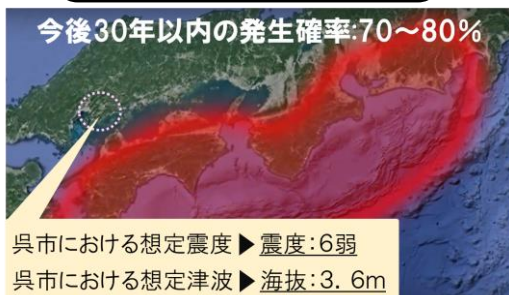 今後30年以内の発生確率:70～80%
呉市における想定震度▶震度：6弱
呉市における想定津波▶海抜：3．6m